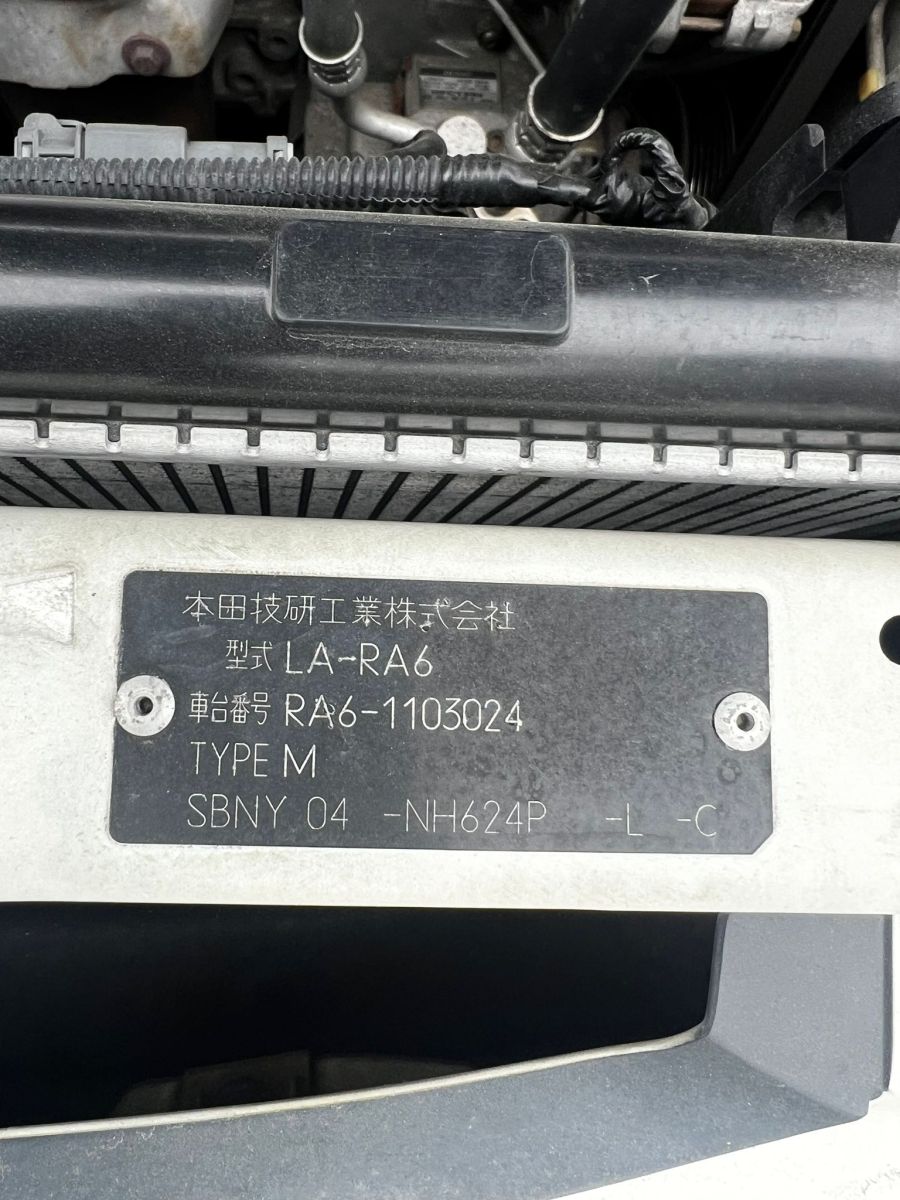 本田技研工業株式会社
型式 LA-RA6
車台番号 RA6-1103024
TYPE M
SBNY 04 -NH624P -L -C